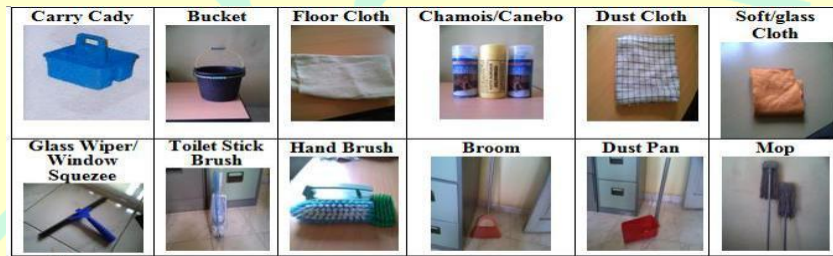 Carry Cady
Bucket
Floor Cloth
Chamois/Canebo
Dust Cloth
Soft/glass
Cloth
Glass Wiper/
Window
Squezee
Toilet Stick
Brush
Hand Brush
Broom
Dust Pan
Mop